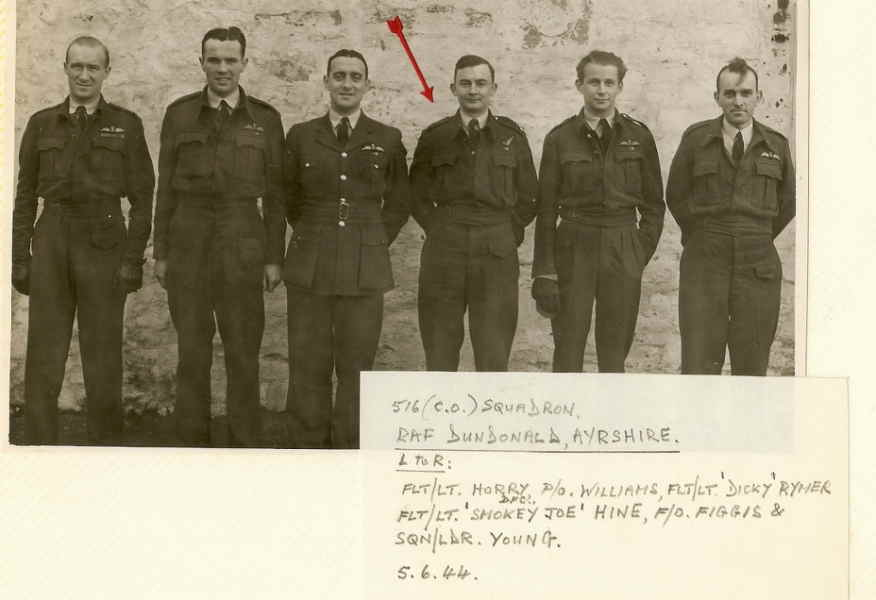 516 (C.O.) SQUADRON,
RAF DUNDONALD, AYRSHIRE.
L TO R:
FLT/LT. HORRY, P/O. WILLIAMS, FLT/LT. 'DICKY' RYMER
DFC?,
FLT/LT. 'SMOKEY JOE' HINE, F/O. FIGGIS &
SQN/LDR. YOUNG.
5.6.44.